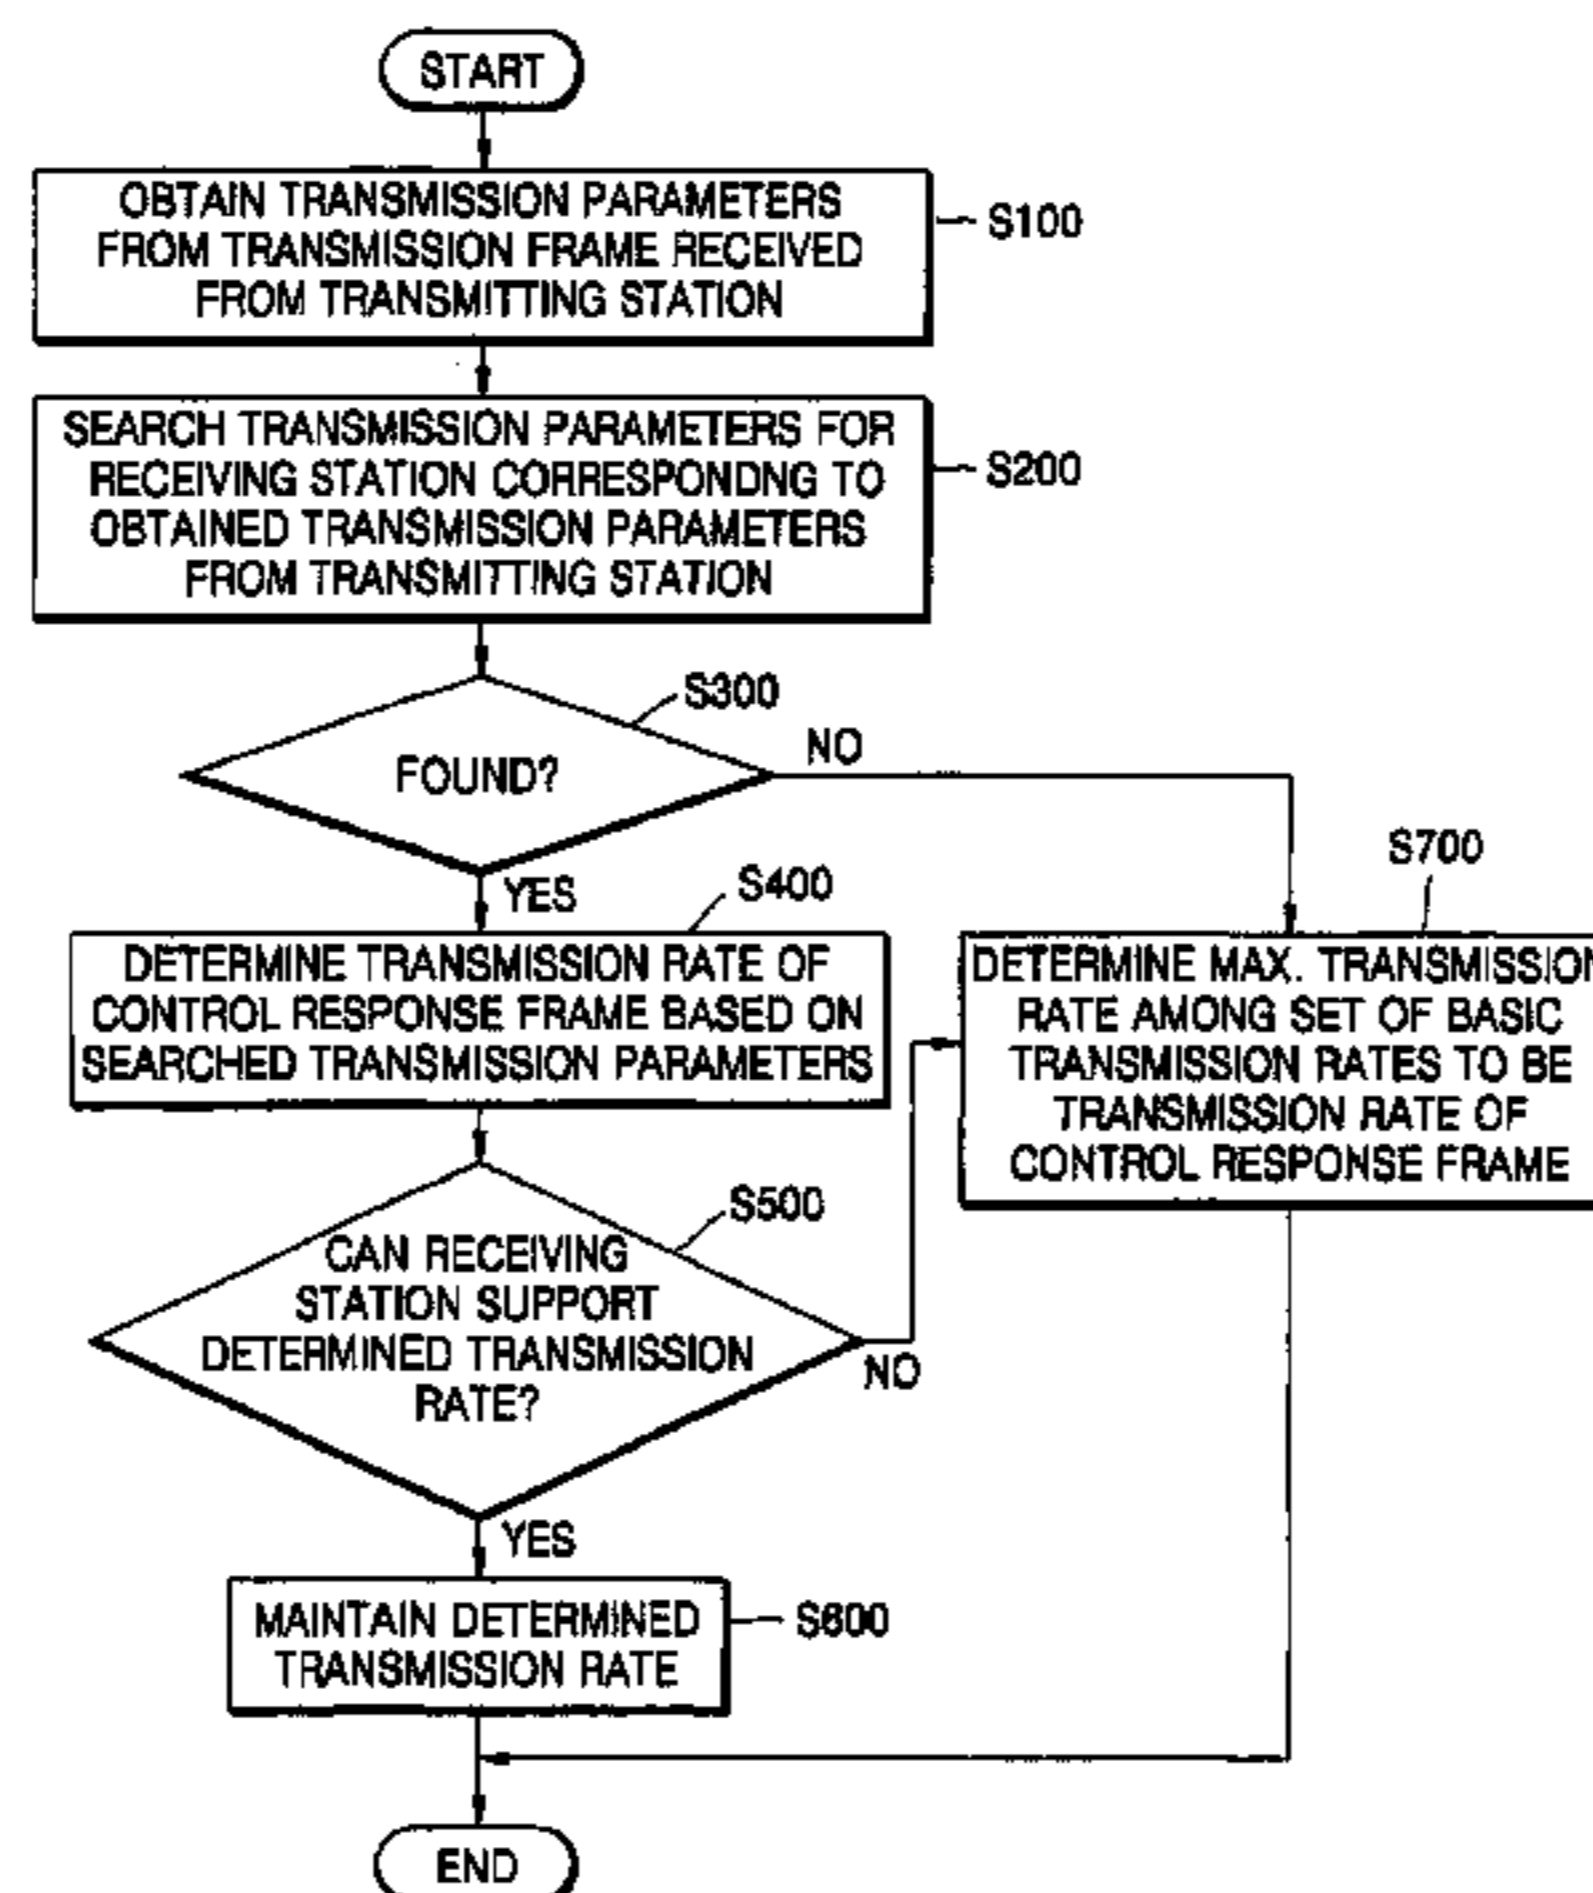 START
OBTAIN TRANSMISSION PARAMETERS
FROM TRANSMISSION FRAME RECEIVED
FROM TRANSMITTING STATION
S100
SEARCH TRANSMISSION PARAMETERS FOR
RECEIVING STATION CORRESPONDNG TO
OBTAINED TRANSMISSION PARAMETERS
FROM TRANSMITTING STATION
S200
S300
FOUND?
NO
YES
S400
DETERMINE TRANSMISSION RATE OF
CONTROL RESPONSE FRAME BASED ON
SEARCHED TRANSMISSION PARAMETERS
S700
DETERMINE MAX. TRANSMISSION
RATE AMONG SET OF BASIC
TRANSMISSION RATES TO BE
TRANSMISSION RATE OF
CONTROL RESPONSE FRAME
S500
CAN RECEIVING
STATION SUPPORT
DETERMINED TRANSMISSION
RATE?
NO
YES
MAINTAIN DETERMINED
TRANSMISSION RATE
S600
END